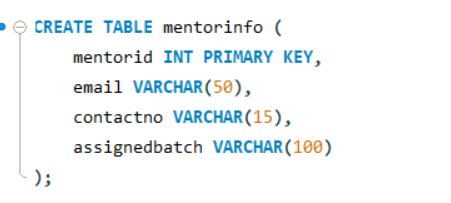 CREATE TABLE mentorinfo (
mentorid INT PRIMARY KEY,
email VARCHAR(50),
contactno VARCHAR(15),
assignedbatch VARCHAR(100)
);